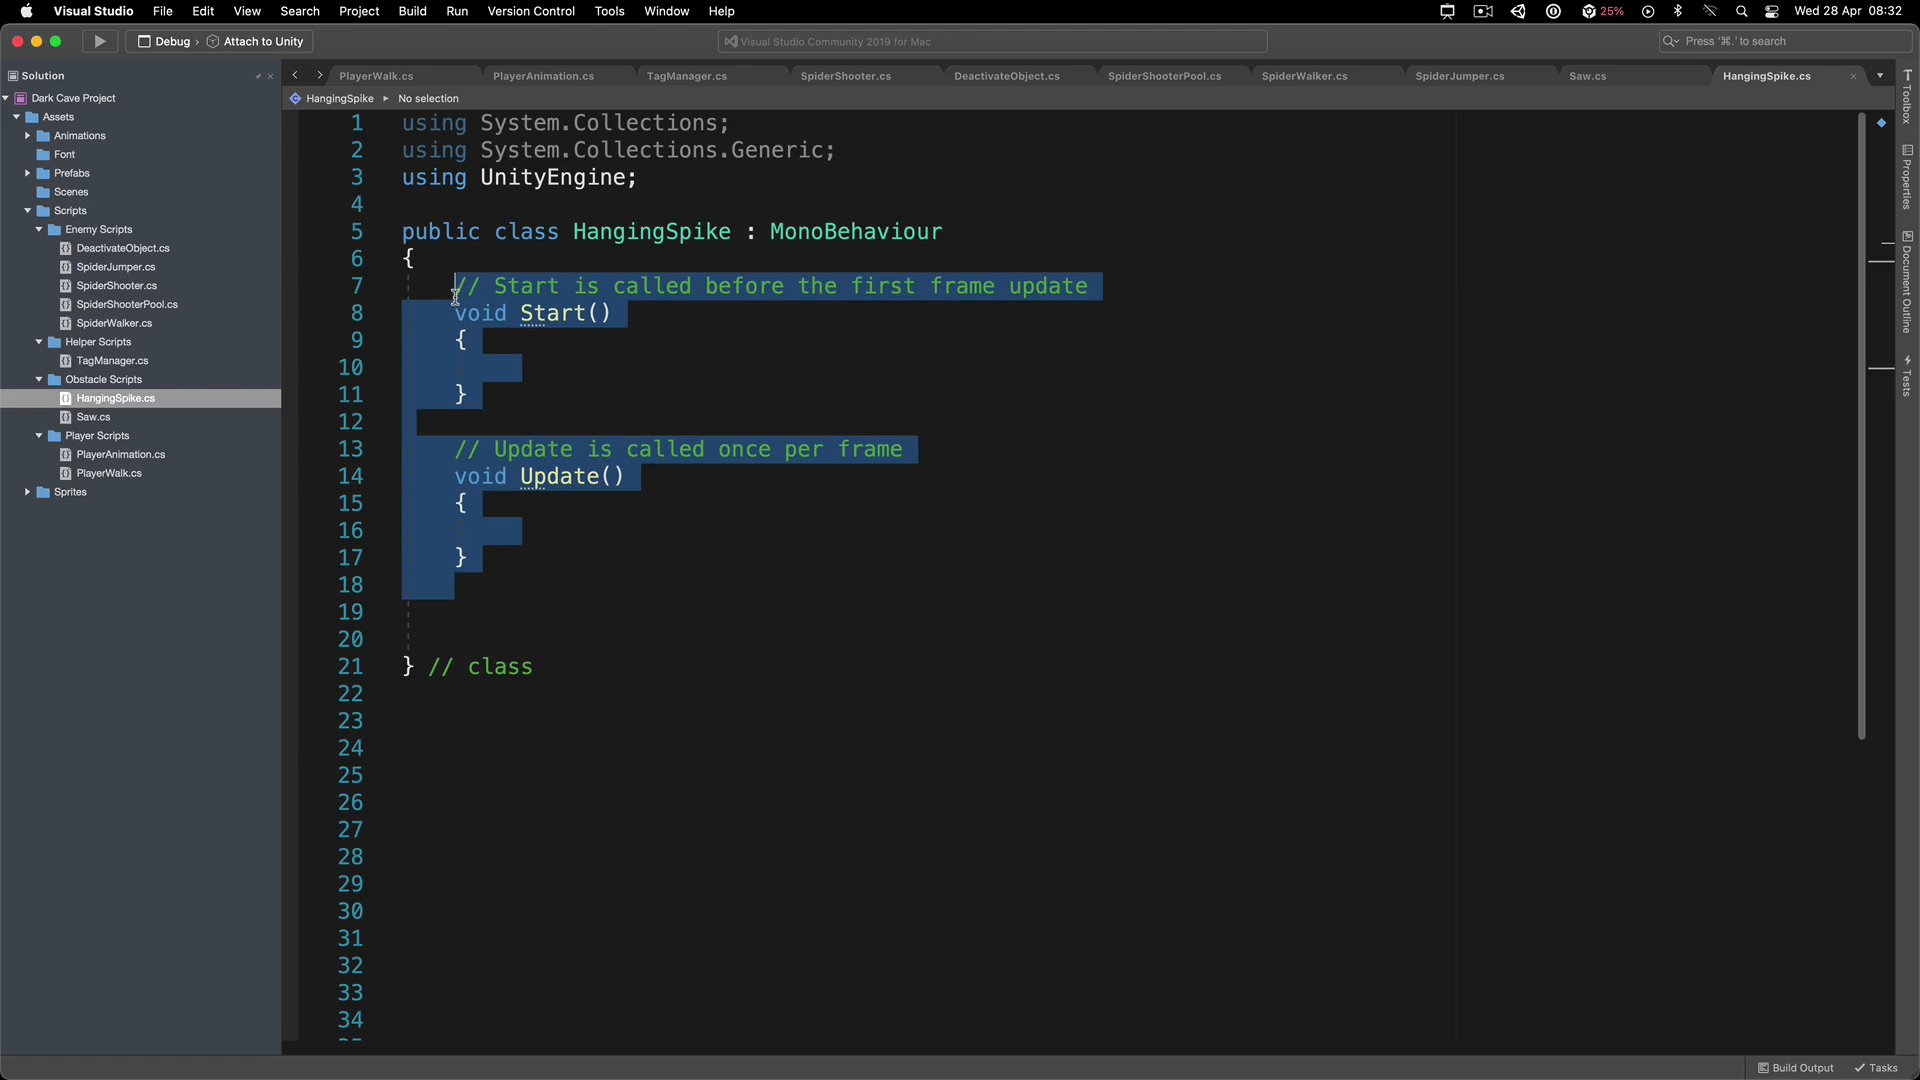 Visual Studio File Edit View Search Project Build Run Version Control Tools Window Help 25% Wed 28 Apr 08:32
Debug › Attach to Unity Visual Studio Community 2019 for Mac Press '⌘.' to search
Solution
Dark Cave Project
Assets
Animations
Font
Prefabs
Scenes
Scripts
Enemy Scripts
DeactivateObject.cs
SpiderJumper.cs
SpiderShooter.cs
SpiderShooterPool.cs
SpiderWalker.cs
Helper Scripts
TagManager.cs
Obstacle Scripts
HangingSpike.cs
Saw.cs
Player Scripts
PlayerAnimation.cs
PlayerWalk.cs
Sprites
PlayerWalk.cs PlayerAnimation.cs TagManager.cs SpiderShooter.cs DeactivateObject.cs SpiderShooterPool.cs SpiderWalker.cs SpiderJumper.cs Saw.cs HangingSpike.cs
HangingSpike No selection
1 using System.Collections;
2 using System.Collections.Generic;
3 using UnityEngine;
4
5 public class HangingSpike : MonoBehaviour
6 {
7 // Start is called before the first frame update
8 void Start()
9 {
10
11 }
12
13 // Update is called once per frame
14 void Update()
15 {
16
17 }
18
19
20
21 } // class
22
23
24
25
26
27
28
29
30
31
32
33
34
Toolbox
Properties
Document Outline
Tests
Build Output Tasks